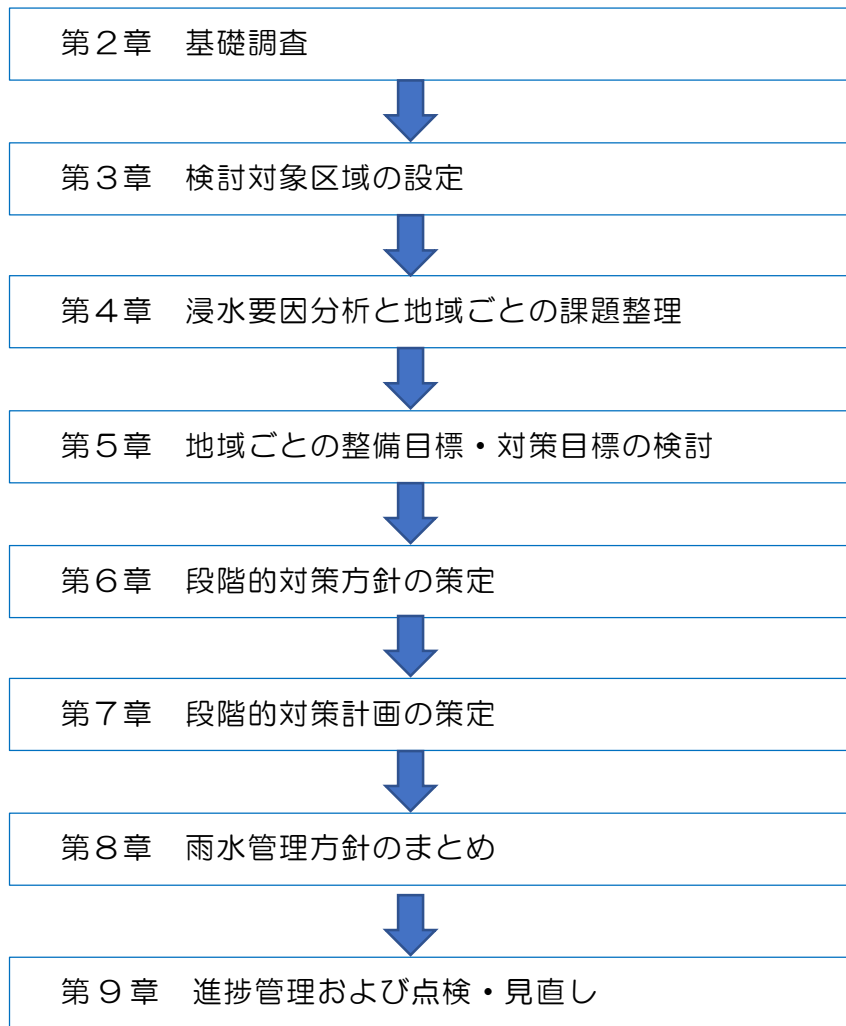 第２章　基礎調査
第３章　検討対象区域の設定
第４章　浸水要因分析と地域ごとの課題整理
第５章　地域ごとの整備目標・対策目標の検討
第６章　段階的対策方針の策定
第７章　段階的対策計画の策定
第８章　雨水管理方針のまとめ
第９章　進捗管理および点検・見直し